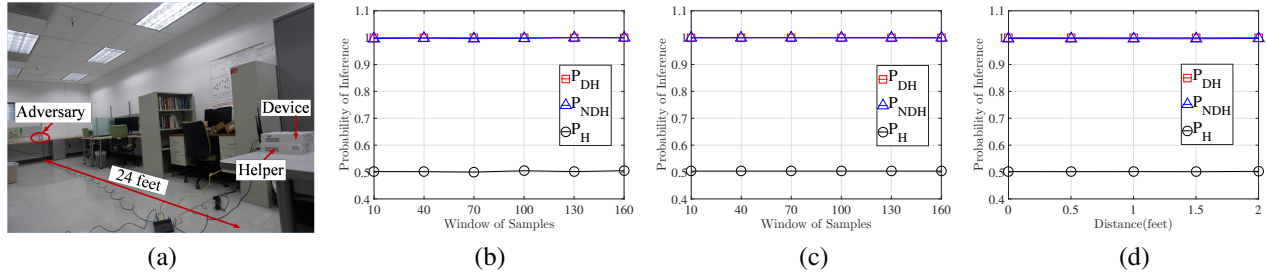 Adversary
Device
Helper
24 feet
(a)
Probability of Inference
1.1
1
0.9
0.8
0.7
0.6
0.5
0.4
10 40 70 100 130 160
Window of Samples
P_DH
P_NDH
P_H
(b)
Probability of Inference
1.1
1
0.9
0.8
0.7
0.6
0.5
0.4
10 40 70 100 130 160
Window of Samples
P_DH
P_NDH
P_H
(c)
Probability of Inference
1.1
1
0.9
0.8
0.7
0.6
0.5
0.4
0 0.5 1 1.5 2
Distance(feet)
P_DH
P_NDH
P_H
(d)